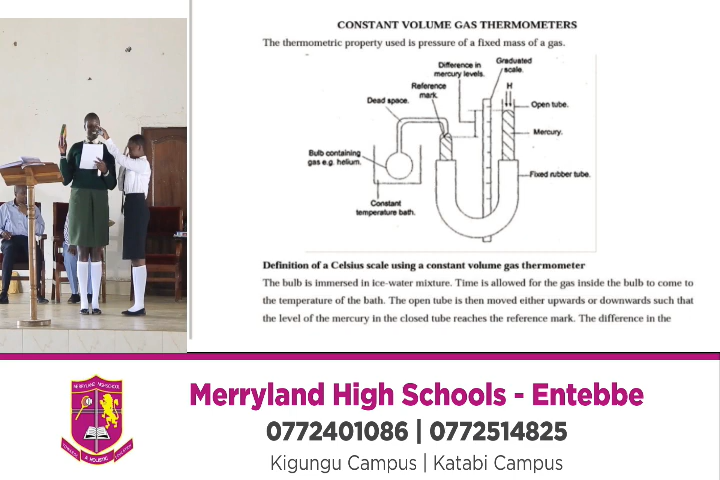 CONSTANT VOLUME GAS THERMOMETERS
The thermometric property used is pressure of a fixed mass of a gas.
Difference in
mercury levels.
Graduated
scale.
Reference
mark.
H
Dead space.
Open tube.
Mercury.
Bulb containing
gas e.g. helium.
Fixed rubber tube.
Constant
temperature bath.
Definition of a Celsius scale using a constant volume gas thermometer
The bulb is immersed in ice-water mixture. Time is allowed for the gas inside the bulb to come to
the temperature of the bath. The open tube is then moved either upwards or downwards such that
the level of the mercury in the closed tube reaches the reference mark. The difference in the
MERRYLAND HIGH SCHOOL
A HOLISTIC
EDUCATION
Merryland High Schools - Entebbe
0772401086 | 0772514825
Kigungu Campus | Katabi Campus